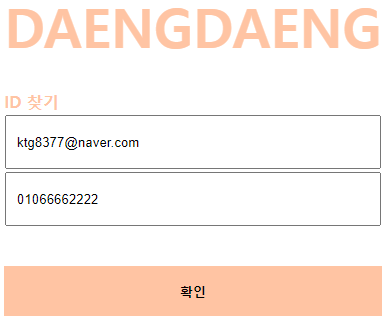 DAENGDAENG
ID 찾기
ktg8377@naver.com
01066662222
확인